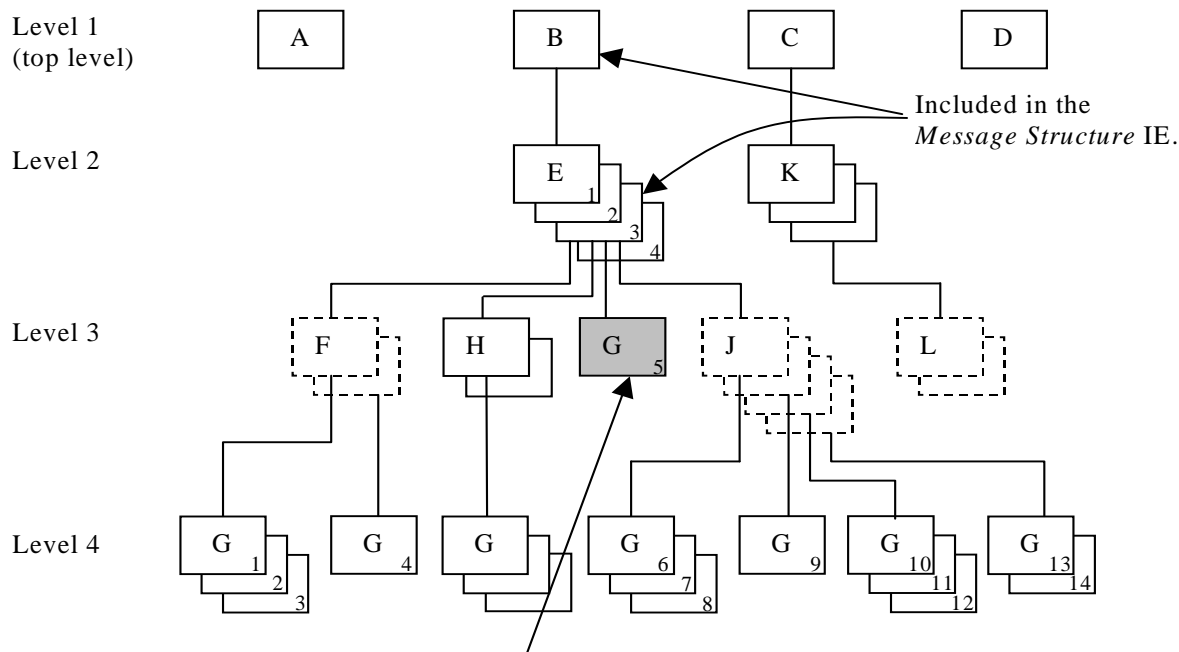 Level 1
(top level)
A
B
C
D
Included in the
Message Structure IE.
Level 2
E
1
2
3
4
K
Level 3
F
H
G
5
J
L
Level 4
G
1
2
3
G
4
G
G
6
7
8
G
9
G
10
11
12
G
13
14